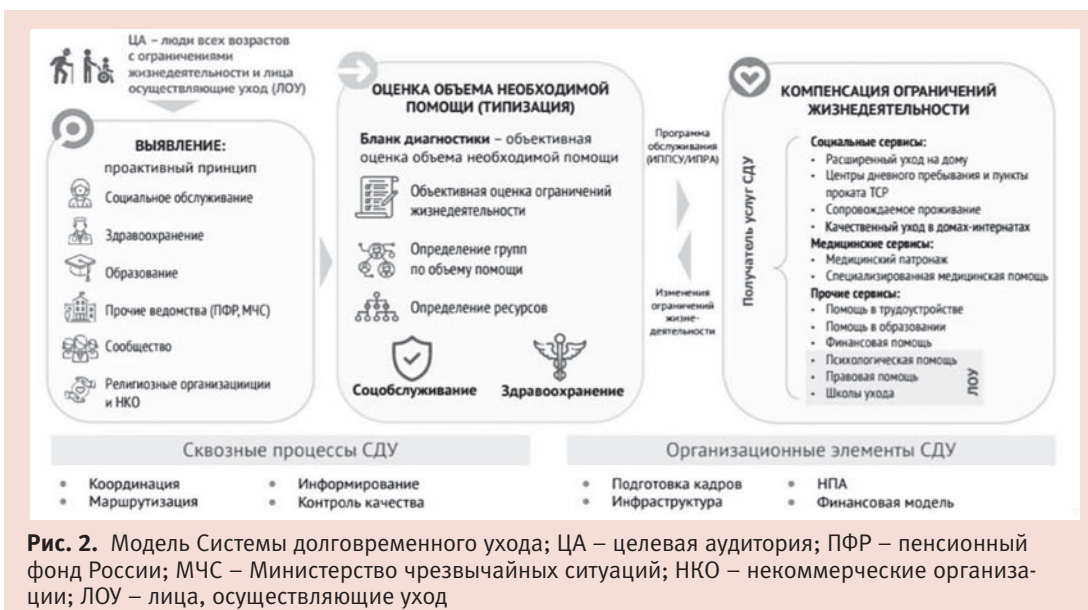 ЦА – люди всех возрастов
с ограничениями
жизнедеятельности и лица
осуществляющие уход (ЛОУ)
ВЫЯВЛЕНИЕ:
проактивный принцип
Социальное обслуживание
Здравоохранение
Образование
Прочие ведомства (ПФР, МЧС)
Сообщество
Религиозные организациции
и НКО
ОЦЕНКА ОБЪЕМА НЕОБХОДИМОЙ
ПОМОЩИ (ТИПИЗАЦИЯ)
Бланк диагностики – объективная
оценка объема необходимой помощи
Объективная оценка ограничений
жизнедеятельности
Определение групп
по объему помощи
Определение ресурсов
Соцобслуживание
Здравоохранение
Программа
обслуживания
(ИППСУ/ИПРА)
Изменения
ограничений
жизне-
деятельности
КОМПЕНСАЦИЯ ОГРАНИЧЕНИЙ
ЖИЗНЕДЕЯТЕЛЬНОСТИ
Получатель услуг СДУ
Социальные сервисы:
• Расширенный уход на дому
• Центры дневного пребывания и пункты
проката ТСР
• Сопровождаемое проживание
• Качественный уход в домах-интернатах
Медицинские сервисы:
• Медицинский патронаж
• Специализированная медицинская помощь
Прочие сервисы:
• Помощь в трудоустройстве
• Помощь в образовании
• Финансовая помощь
• Психологическая помощь
• Правовая помощь
• Школы ухода
ЛОУ
Сквозные процессы СДУ
• Координация
• Маршрутизация
• Информирование
• Контроль качества
Организационные элементы СДУ
• Подготовка кадров
• Инфраструктура
• НПА
• Финансовая модель
Рис. 2. Модель Системы долговременного ухода; ЦА – целевая аудитория; ПФР – пенсионный
фонд России; МЧС – Министерство чрезвычайных ситуаций; НКО – некоммерческие организа-
ции; ЛОУ – лица, осуществляющие уход